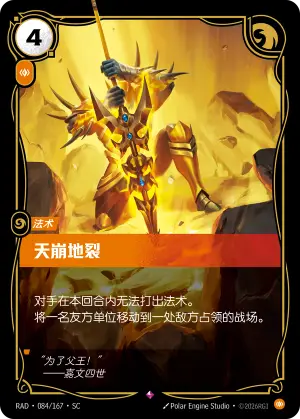 4
法术
天崩地裂
对手在本回合内无法打出法术。
将一名友方单位移动到一处敌方占领的战场。
“为了父王！”
——嘉文四世
RAD · 084/167 · SC
Polar Engine Studio · ©2026RGI